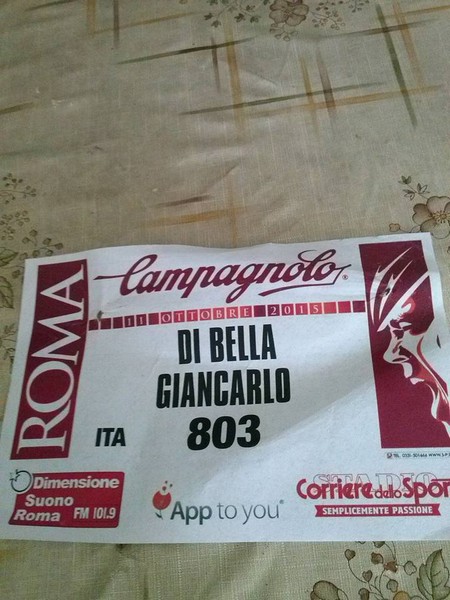 ROMA
Campagnolo®
11 OTTOBRE 2015
DI BELLA
GIANCARLO
803
ITA
Dimensione
Suono
Roma FM 101.9
App to you®
STADIO
Corriere dello Sport
SEMPLICEMENTE PASSIONE